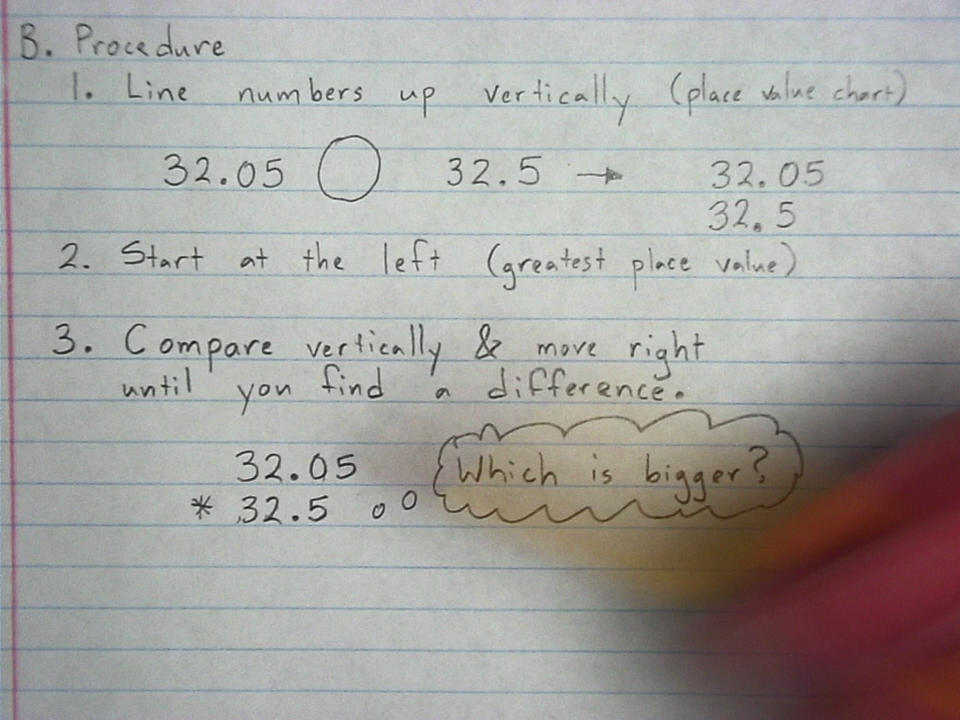 B. Procedure
1. Line numbers up vertically (place value chart)
32.05 ◯ 32.5 → 32.05
32.5
2. Start at the left (greatest place value)
3. Compare vertically & move right
until you find a difference.
32.05 Which is bigger?
* 32.5